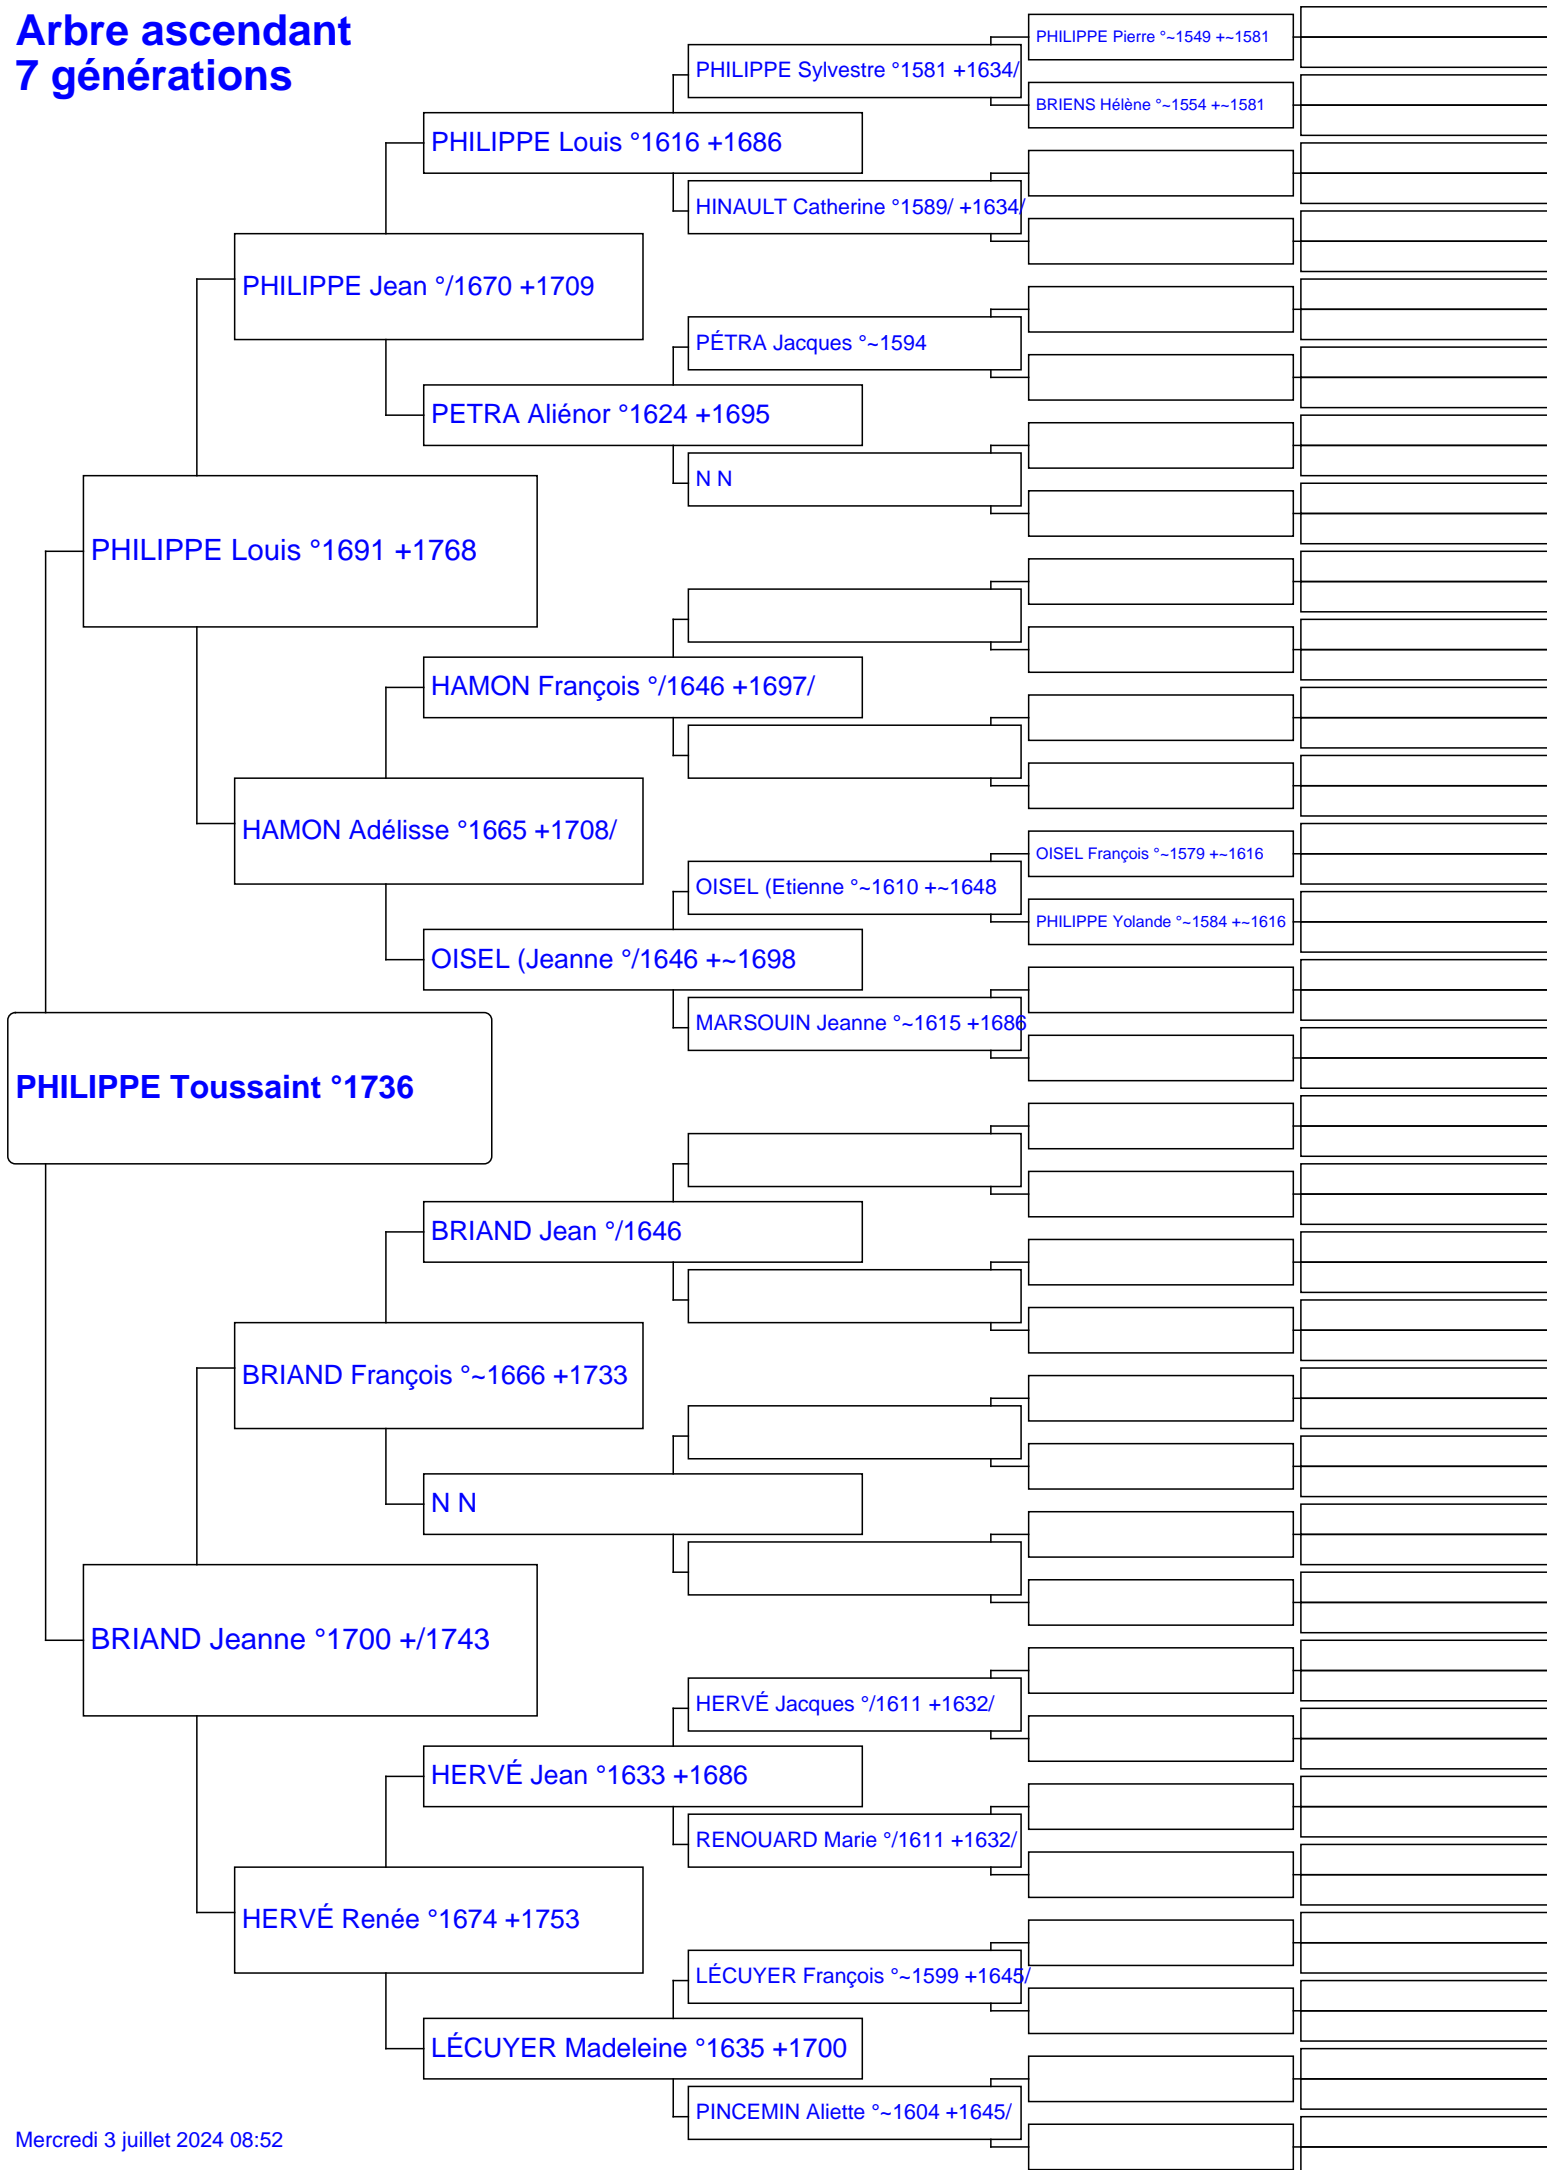 Arbre ascendant
7 générations
PHILIPPE Pierre °~1549 +~1581
PHILIPPE Sylvestre °1581 +1634/
BRIENS Hélène °~1554 +~1581
PHILIPPE Louis °1616 +1686
HINAULT Catherine °1589/ +1634/
PHILIPPE Jean °/1670 +1709
PÉTRA Jacques °~1594
PETRA Aliénor °1624 +1695
N N
PHILIPPE Louis °1691 +1768
HAMON François °/1646 +1697/
HAMON Adélisse °1665 +1708/
OISEL François °~1579 +~1616
OISEL (Etienne °~1610 +~1648
PHILIPPE Yolande °~1584 +~1616
OISEL (Jeanne °/1646 +~1698
MARSOUIN Jeanne °~1615 +1686
PHILIPPE Toussaint °1736
BRIAND Jean °/1646
BRIAND François °~1666 +1733
N N
BRIAND Jeanne °1700 +/1743
HERVÉ Jacques °/1611 +1632/
HERVÉ Jean °1633 +1686
RENOUARD Marie °/1611 +1632/
HERVÉ Renée °1674 +1753
LÉCUYER François °~1599 +1645/
LÉCUYER Madeleine °1635 +1700
PINCEMIN Aliette °~1604 +1645/
Mercredi 3 juillet 2024 08:52